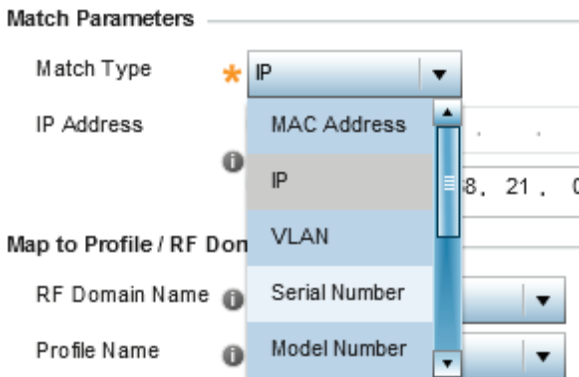 Match Parameters
Match Type * IP
IP Address
MAC Address
IP
8. 21 . 0
VLAN
Map to Profile / RF Don
RF Domain Name
Serial Number
Profile Name
Model Number